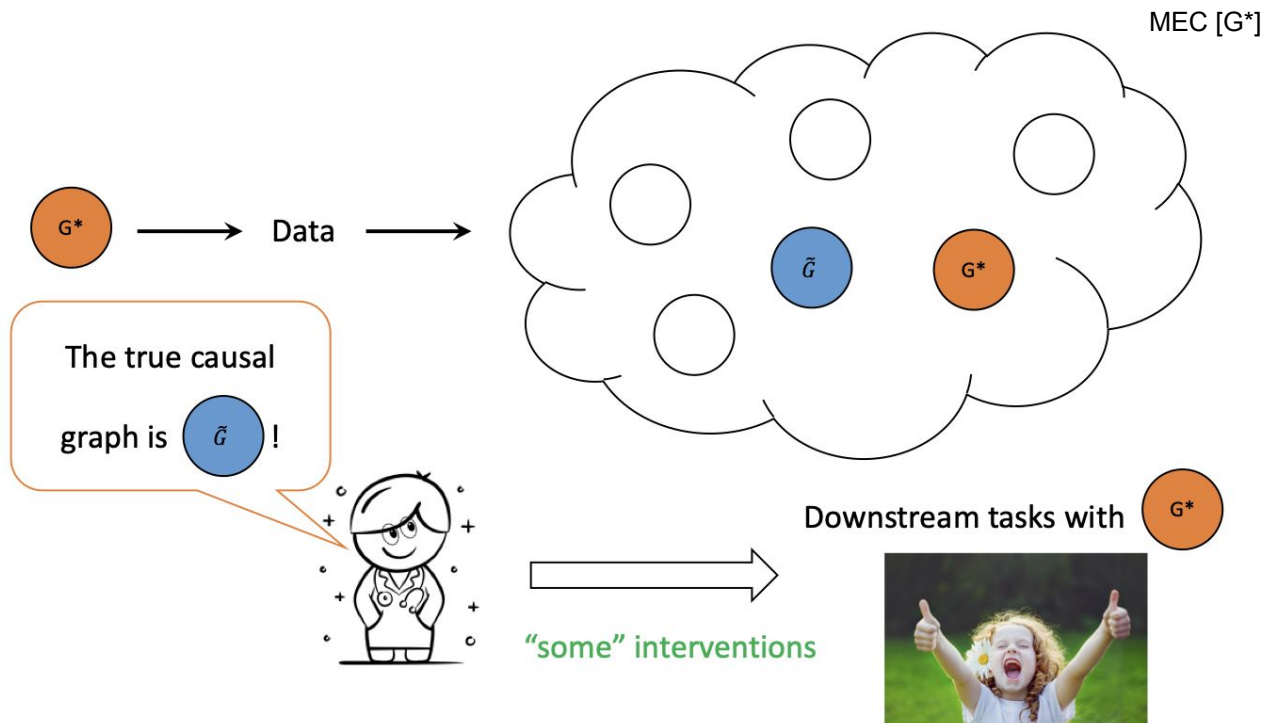 MEC [G*]
G*
Data
G̃
G*
The true causal
graph is G̃ !
Downstream tasks with G*
“some” interventions